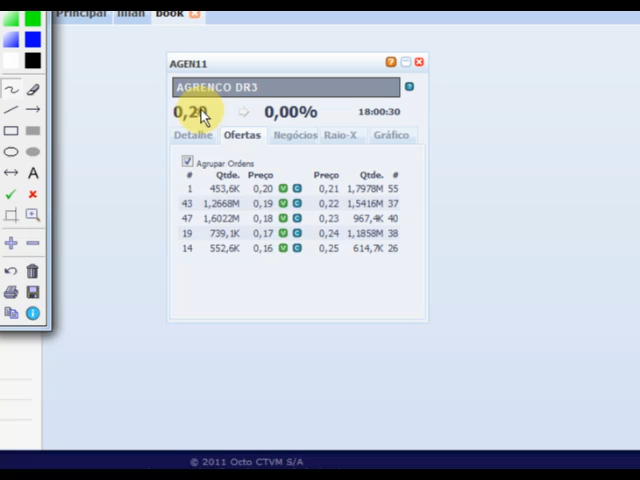 Principal Inian book
AGEN11
AGRENCO DR3
0,20 0,00% 18:00:30
Detalhe Ofertas Negócios Raio-X Gráfico
Agrupar Ordens
# Qtde. Preço Preço Qtde. #
1 453,6K 0,20 V C 0,21 1,7978M 55
43 1,2668M 0,19 V C 0,22 1,5416M 37
47 1,6022M 0,18 V C 0,23 967,4K 40
19 739,1K 0,17 V C 0,24 1,1858M 38
14 552,6K 0,16 V C 0,25 614,7K 26
© 2011 Octo CTVM S/A